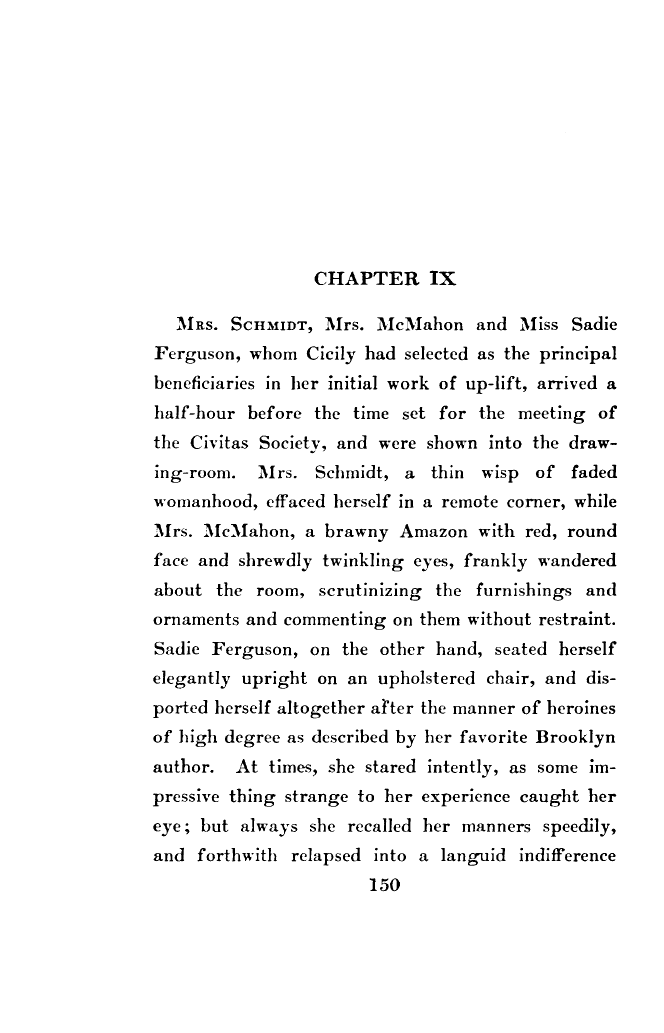 CHAPTER IX
MRS. SCHMIDT, Mrs. McMahon and Miss Sadie
Ferguson, whom Cicily had selected as the principal
beneficiaries in her initial work of up-lift, arrived a
half-hour before the time set for the meeting of
the Civitas Society, and were shown into the draw-
ing-room. Mrs. Schmidt, a thin wisp of faded
womanhood, effaced herself in a remote corner, while
Mrs. McMahon, a brawny Amazon with red, round
face and shrewdly twinkling eyes, frankly wandered
about the room, scrutinizing the furnishings and
ornaments and commenting on them without restraint.
Sadie Ferguson, on the other hand, seated herself
elegantly upright on an upholstered chair, and dis-
ported herself altogether after the manner of heroines
of high degree as described by her favorite Brooklyn
author. At times, she stared intently, as some im-
pressive thing strange to her experience caught her
eye; but always she recalled her manners speedily,
and forthwith relapsed into a languid indifference
150